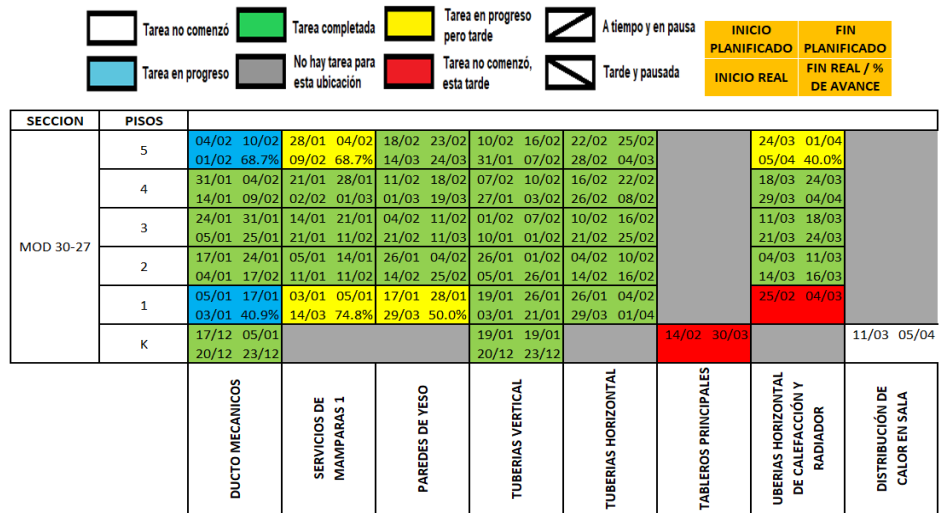 Tarea no comenzó
Tarea completada
Tarea en progreso
pero tarde
A tiempo y en pausa
Tarea en progreso
No hay tarea para
esta ubicación
Tarea no comenzó,
esta tarde
Tarde y pausada
INICIO PLANIFICADO
FIN PLANIFICADO
INICIO REAL
FIN REAL / % DE AVANCE
SECCION PISOS
MOD 30-27
5
04/02 10/02 28/01 04/02 18/02 23/02 10/02 16/02 22/02 25/02 24/03 01/04
01/02 68.7% 09/02 68.7% 14/03 24/03 31/01 07/02 28/02 04/03 05/04 40.0%
4
31/01 04/02 21/01 28/01 11/02 18/02 07/02 10/02 16/02 22/02 18/03 24/03
14/01 09/02 02/02 01/03 01/03 19/03 27/01 03/02 26/02 08/02 29/03 04/04
3
24/01 31/01 14/01 21/01 04/02 11/02 01/02 07/02 10/02 16/02 11/03 18/03
05/01 25/01 21/01 11/02 21/02 11/03 10/01 01/02 21/02 25/02 21/03 24/03
2
17/01 24/01 05/01 14/01 26/01 04/02 26/01 01/02 04/02 10/02 04/03 11/03
04/01 17/02 11/01 11/02 14/02 25/02 05/01 26/01 14/02 16/02 14/03 16/03
1
05/01 17/01 03/01 05/01 17/01 28/01 19/01 26/01 26/01 04/02 25/02 04/03
03/01 40.9% 14/03 74.8% 29/03 50.0% 03/01 21/01 29/03 01/04
K
17/12 05/01 19/01 19/01 14/02 30/03 11/03 05/04
20/12 23/12 20/12 23/12
DUCTO MECANICOS
SERVICIOS DE
MAMPARAS 1
PAREDES DE YESO
TUBERIAS VERTICAL
TUBERIAS HORIZONTAL
TABLEROS PRINCIPALES
UBERIAS HORIZONTAL
DE CALEFACCIÓN Y
RADIADOR
DISTRIBUCIÓN DE
CALOR EN SALA